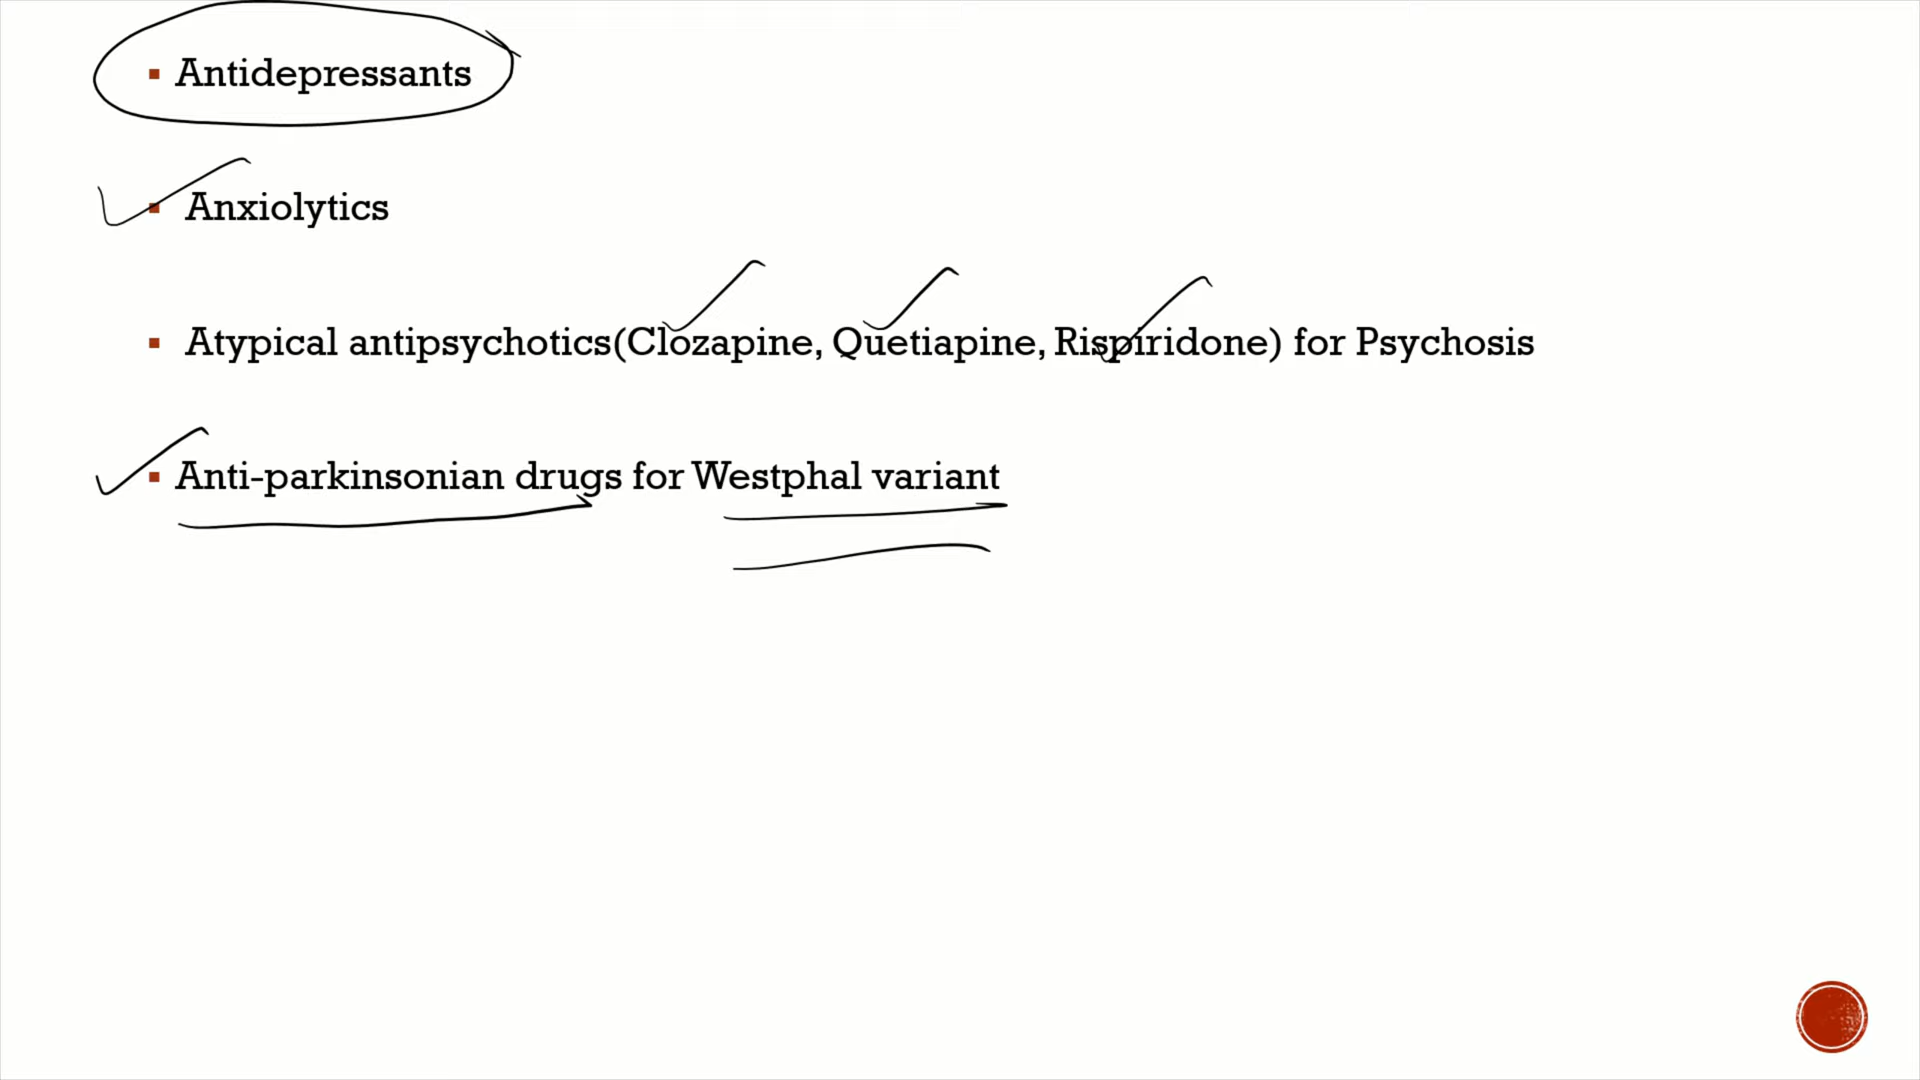 Antidepressants
Anxiolytics
Atypical antipsychotics(Clozapine, Quetiapine, Rispiridone) for Psychosis
Anti-parkinsonian drugs for Westphal variant